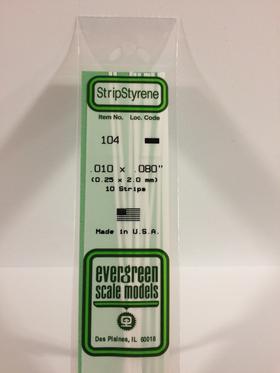 StripStyrene
Item No. Loc. Code
104
.010 x .080"
(0.25 x 2.0 mm)
10 Strips
Made in U.S.A.
evergreen
scale models
Des Plaines, IL 60018